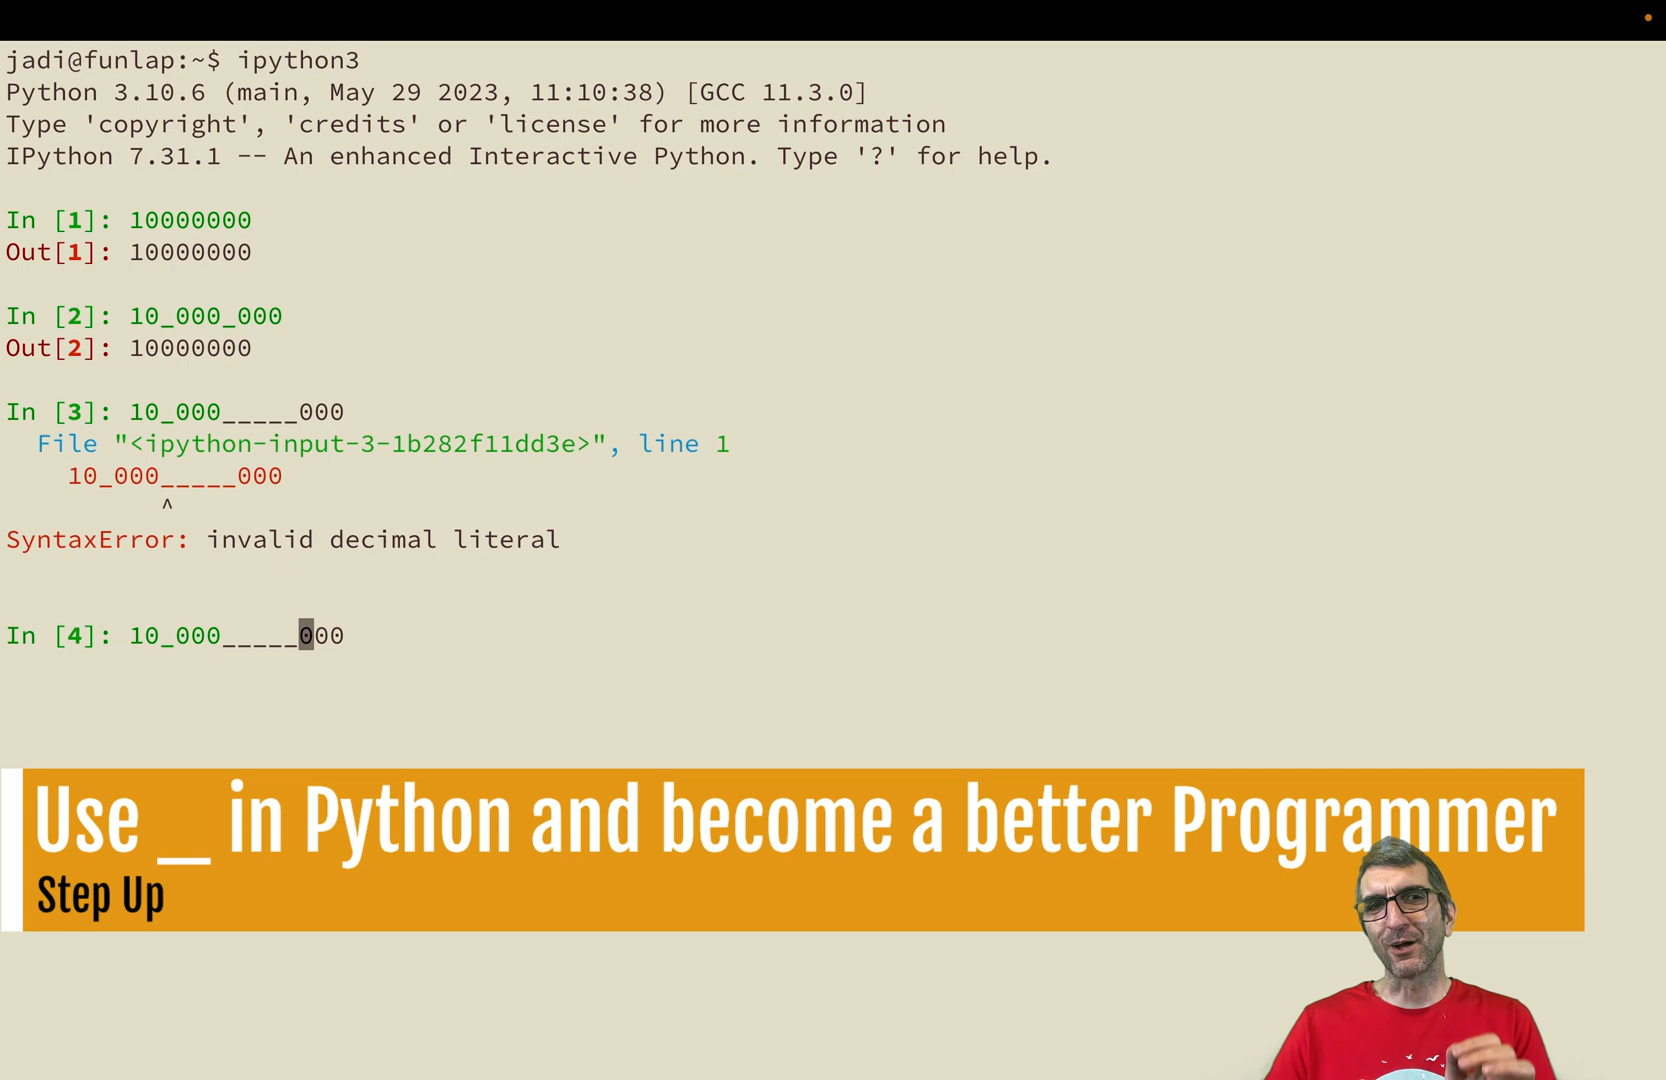 jadi@funlap:~$ ipython3
Python 3.10.6 (main, May 29 2023, 11:10:38) [GCC 11.3.0]
Type 'copyright', 'credits' or 'license' for more information
IPython 7.31.1 -- An enhanced Interactive Python. Type '?' for help.
In [1]: 10000000
Out[1]: 10000000
In [2]: 10_000_000
Out[2]: 10000000
In [3]: 10_000_____000
File "<ipython-input-3-1b282f11dd3e>", line 1
10_000_____000
^
SyntaxError: invalid decimal literal
In [4]: 10_000_____000
Use __ in Python and become a better Programmer
Step Up